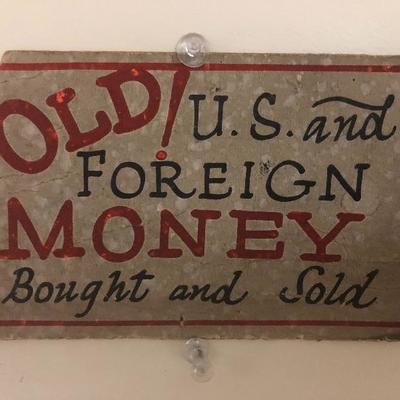 OLD! U.S. and
FOREIGN
MONEY
Bought and Sold